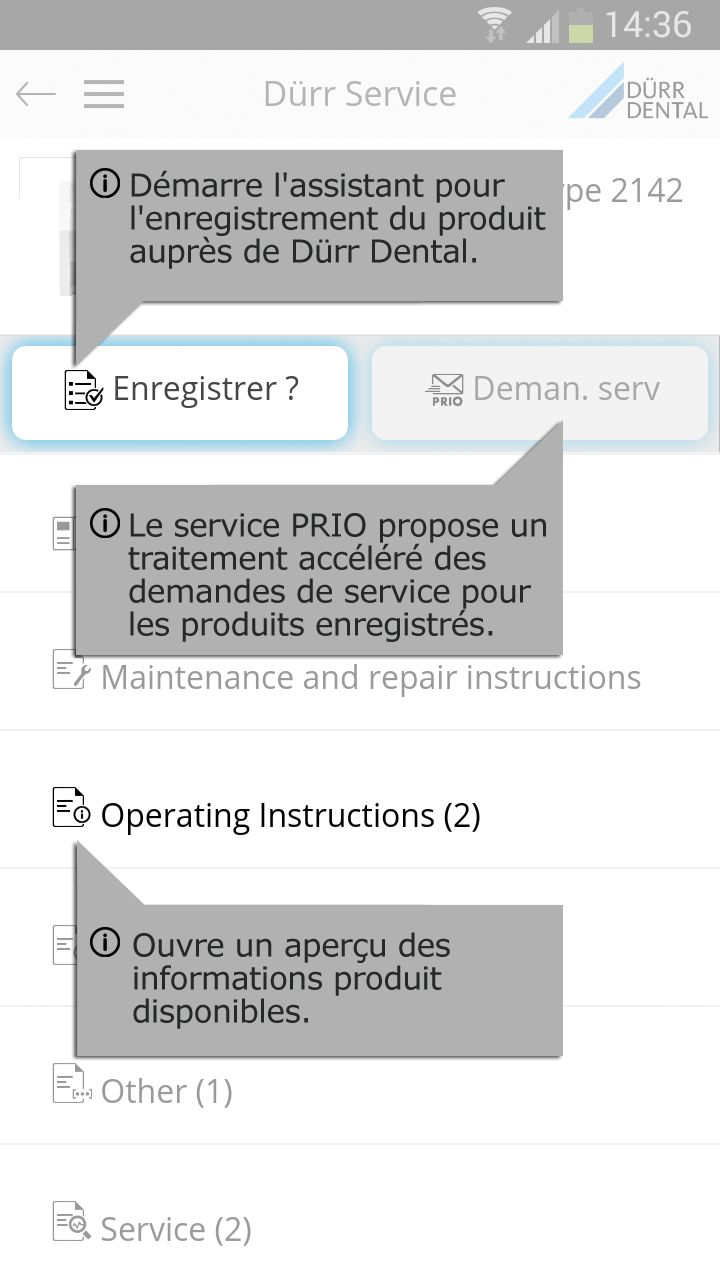 14:36
Dürr Service
DÜRR
DENTAL
2142
Démarre l'assistant pour
l'enregistrement du produit
auprès de Dürr Dental.
Enregistrer ?
PRIO
Deman. serv
Le service PRIO propose un
traitement accéléré des
demandes de service pour
les produits enregistrés.
Maintenance and repair instructions
Operating Instructions (2)
Ouvre un aperçu des
informations produit
disponibles.
Other (1)
Service (2)